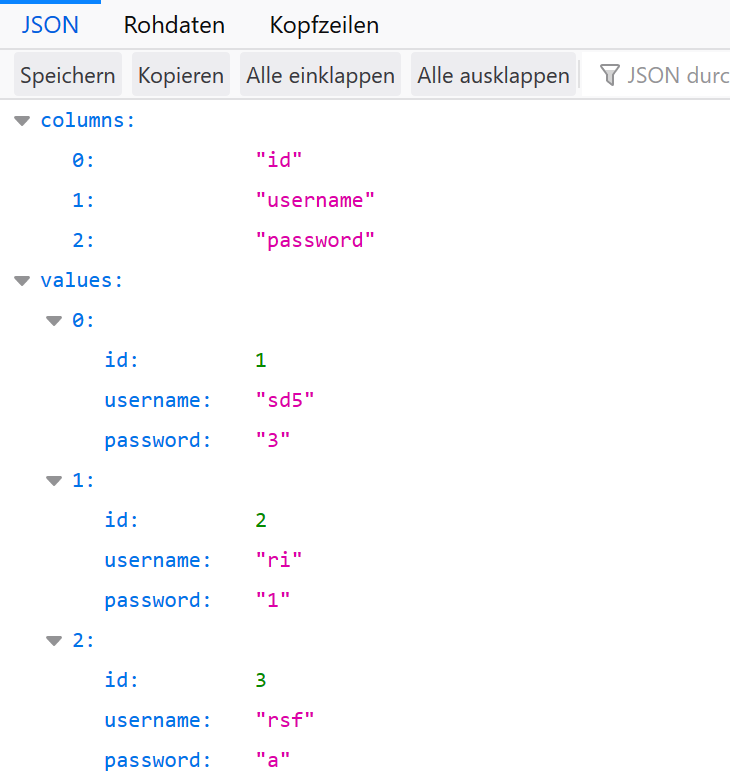 JSON Rohdaten Kopfzeilen
Speichern Kopieren Alle einklappen Alle ausklappen JSON durc
columns:
0: "id"
1: "username"
2: "password"
values:
0:
id: 1
username: "sd5"
password: "3"
1:
id: 2
username: "ri"
password: "1"
2:
id: 3
username: "rsf"
password: "a"